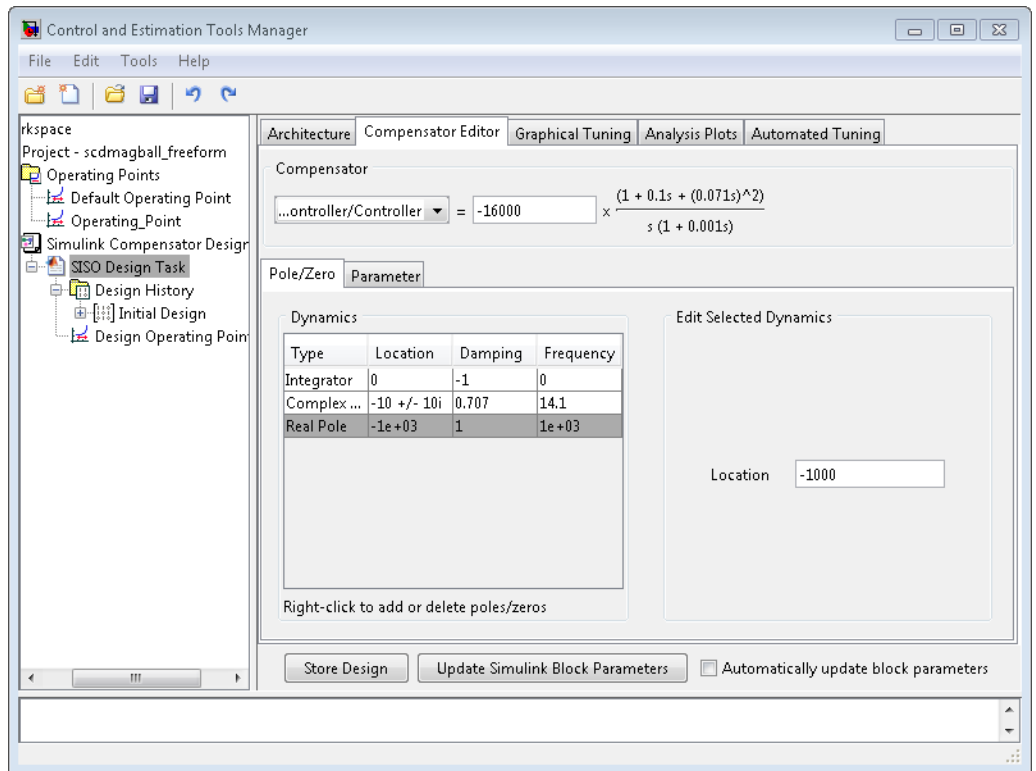 Control and Estimation Tools Manager
File Edit Tools Help
rkspace
Project - scdmagball_freeform
Operating Points
Default Operating Point
Operating_Point
Simulink Compensator Design
SISO Design Task
Design History
Initial Design
Design Operating Poin
Architecture Compensator Editor Graphical Tuning Analysis Plots Automated Tuning
Compensator
...ontroller/Controller = -16000 x (1 + 0.1s + (0.071s)^2)
s (1 + 0.001s)
Pole/Zero Parameter
Dynamics
Type Location Damping Frequency
Integrator 0 -1 0
Complex ... -10 +/- 10i 0.707 14.1
Real Pole -1e+03 1 1e+03
Right-click to add or delete poles/zeros
Edit Selected Dynamics
Location -1000
Store Design Update Simulink Block Parameters Automatically update block parameters